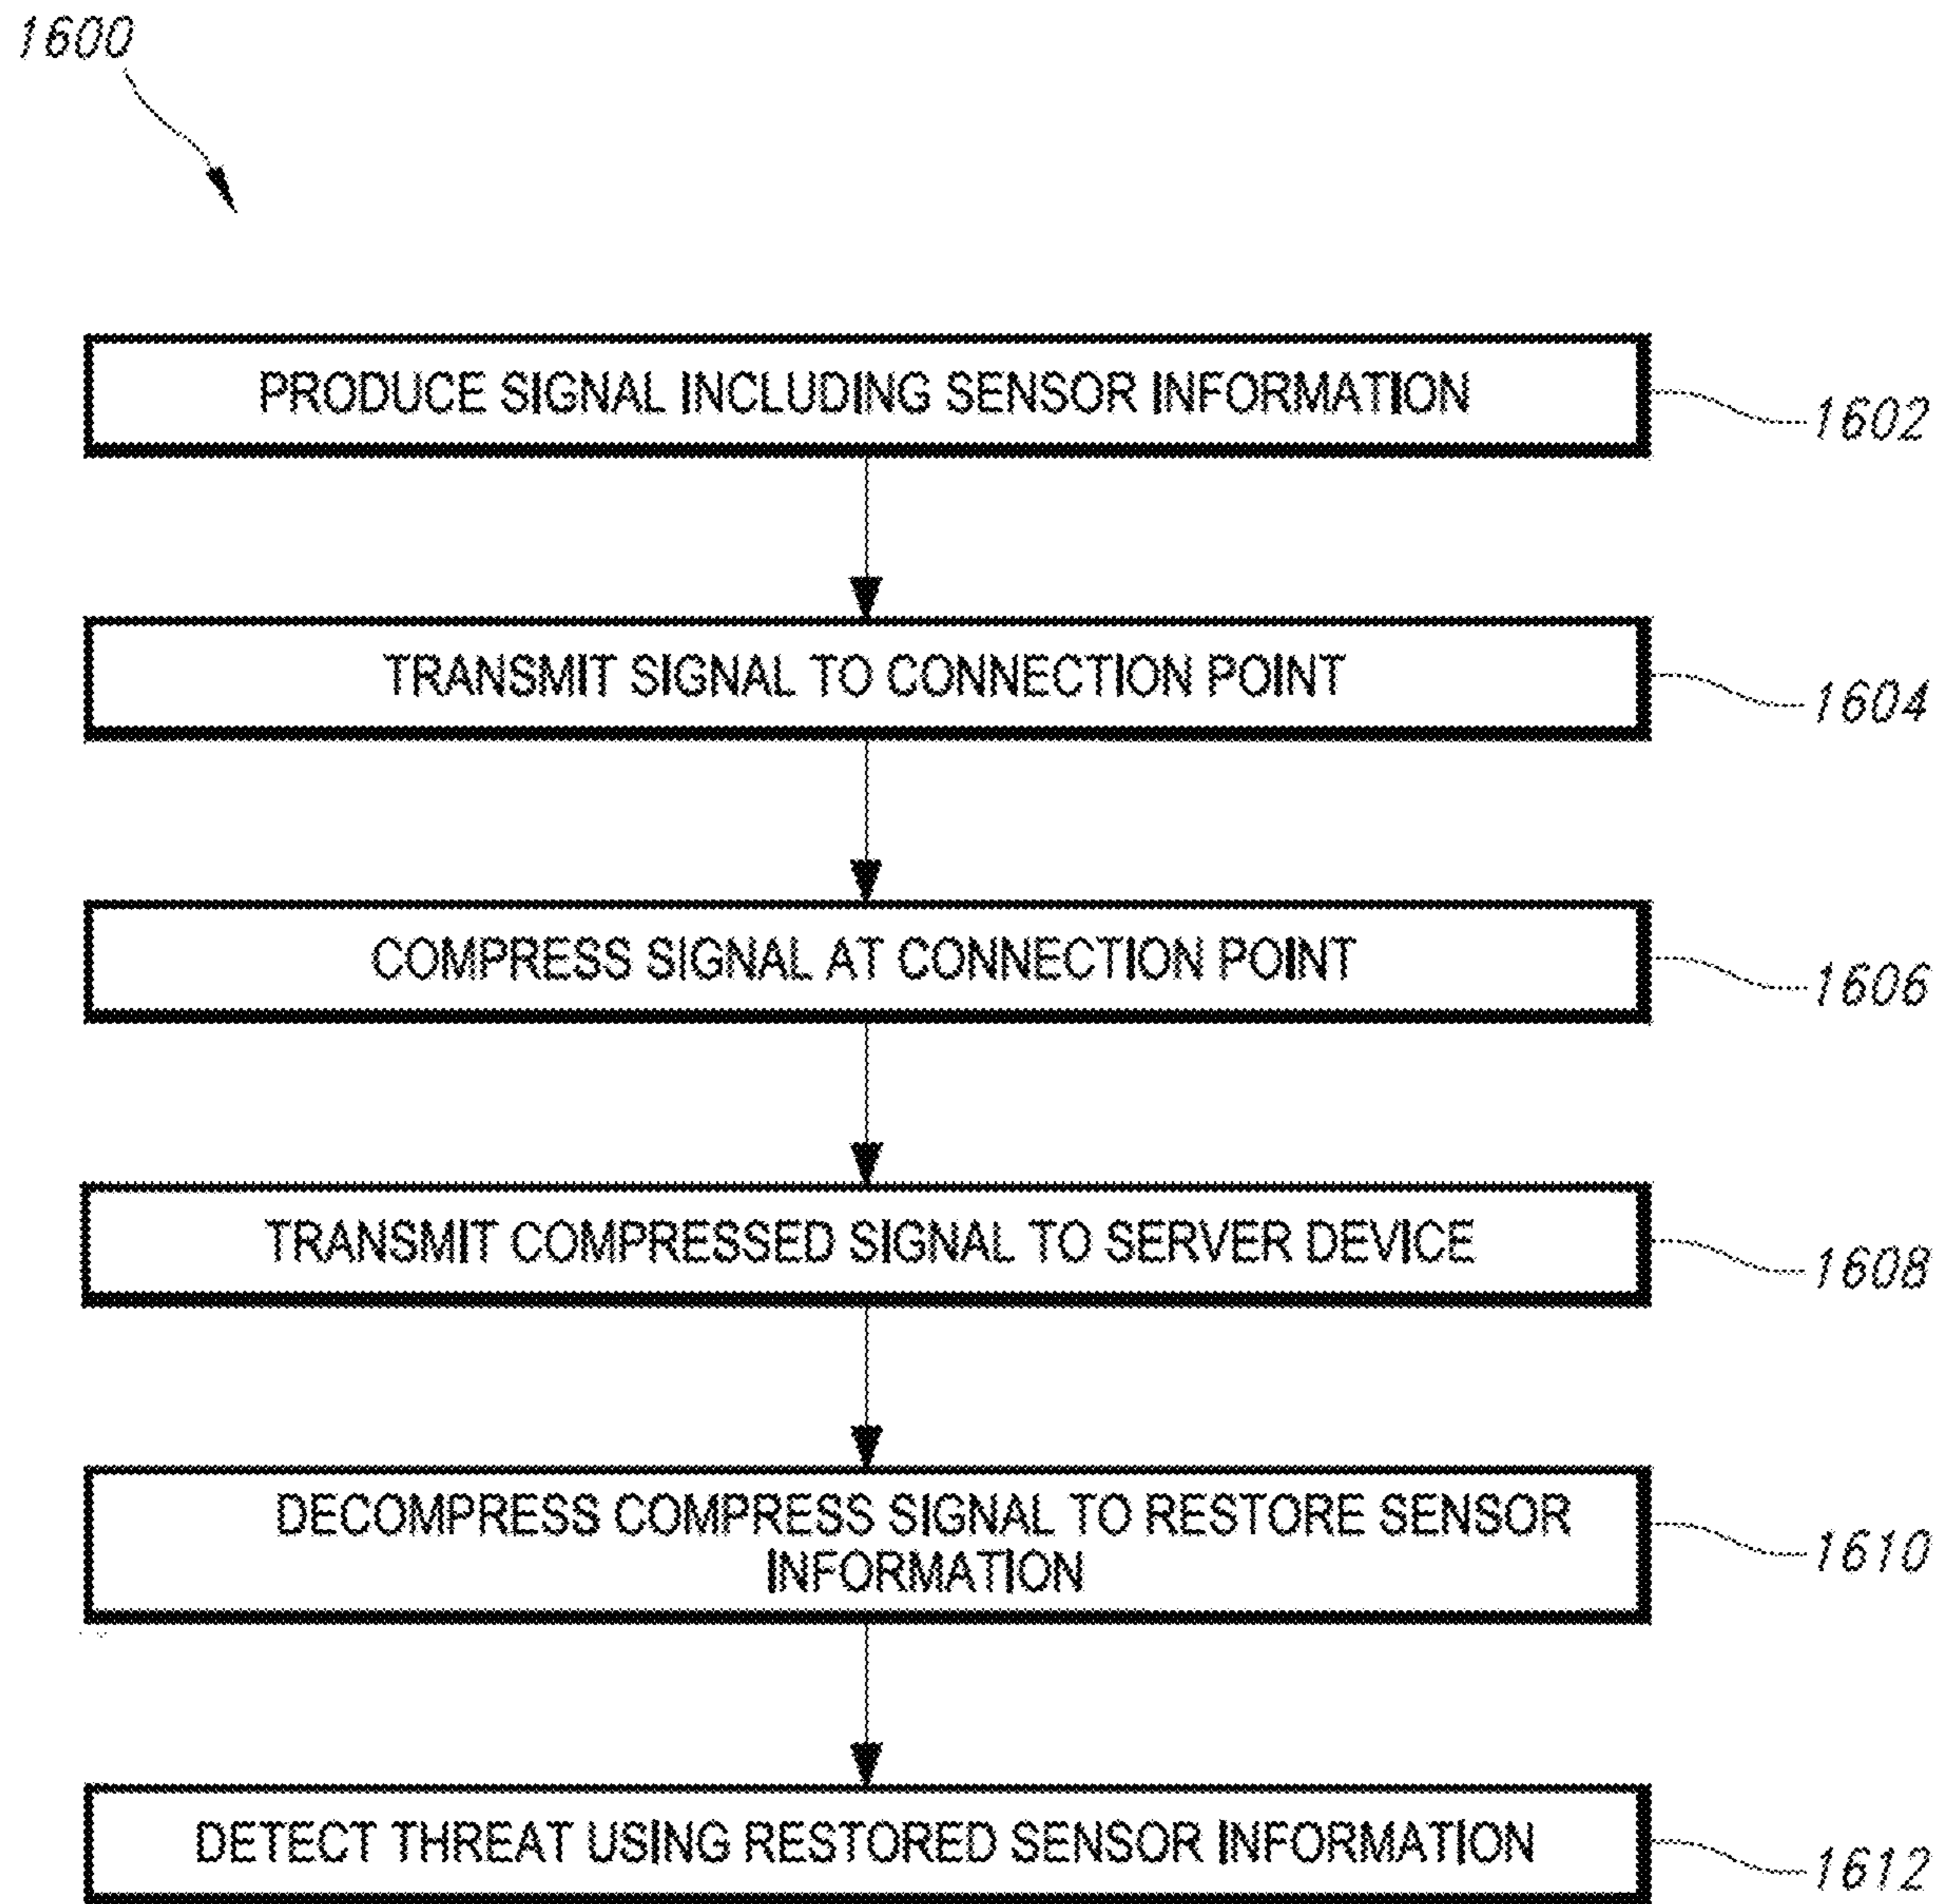 1600
PRODUCE SIGNAL INCLUDING SENSOR INFORMATION
1602
TRANSMIT SIGNAL TO CONNECTION POINT
1604
COMPRESS SIGNAL AT CONNECTION POINT
1606
TRANSMIT COMPRESSED SIGNAL TO SERVER DEVICE
1608
DECOMPRESS COMPRESS SIGNAL TO RESTORE SENSOR
INFORMATION
1610
DETECT THREAT USING RESTORED SENSOR INFORMATION
1612